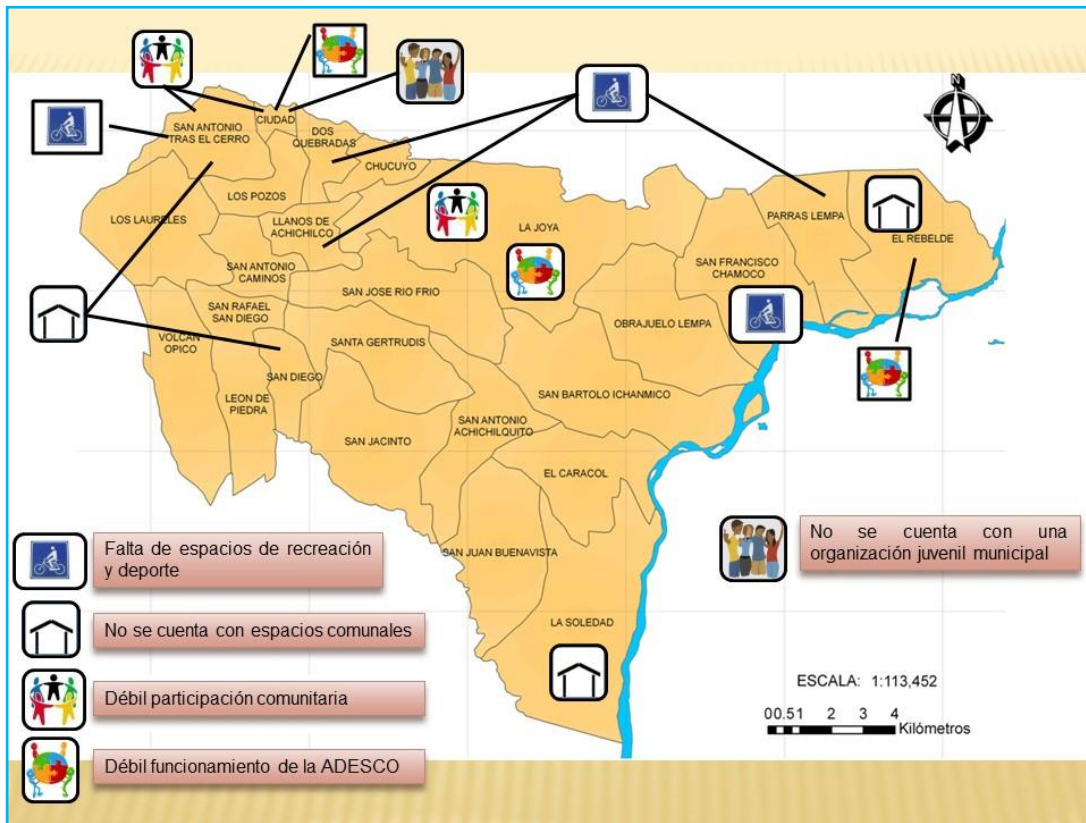 N
SAN ANTONIO
TRAS EL CERRO
CIUDAD
DOS
QUEBRADAS
CHUCUYO
LOS POZOS
LOS LAURELES
LLANOS DE
ACHICHILCO
LA JOYA
PARRAS LEMPA
EL REBELDE
SAN FRANCISCO
CHAMOCO
SAN ANTONIO
CAMINOS
SAN JOSE RIO FRIO
SAN RAFAEL
SAN DIEGO
OBRAJUELO LEMPA
VOLCAN
OPICO
SANTA GERTRUDIS
SAN DIEGO
LEON DE
PIEDRA
SAN BARTOLO ICHANMICO
SAN ANTONIO
ACHICHILQUITO
SAN JACINTO
EL CARACOL
SAN JUAN BUENAVISTA
LA SOLEDAD
Falta de espacios de recreación
y deporte
No se cuenta con espacios comunales
Débil participación comunitaria
Débil funcionamiento de la ADESCO
No se cuenta con una
organización juvenil municipal
ESCALA: 1:113,452
00.51 2 3 4
Kilómetros